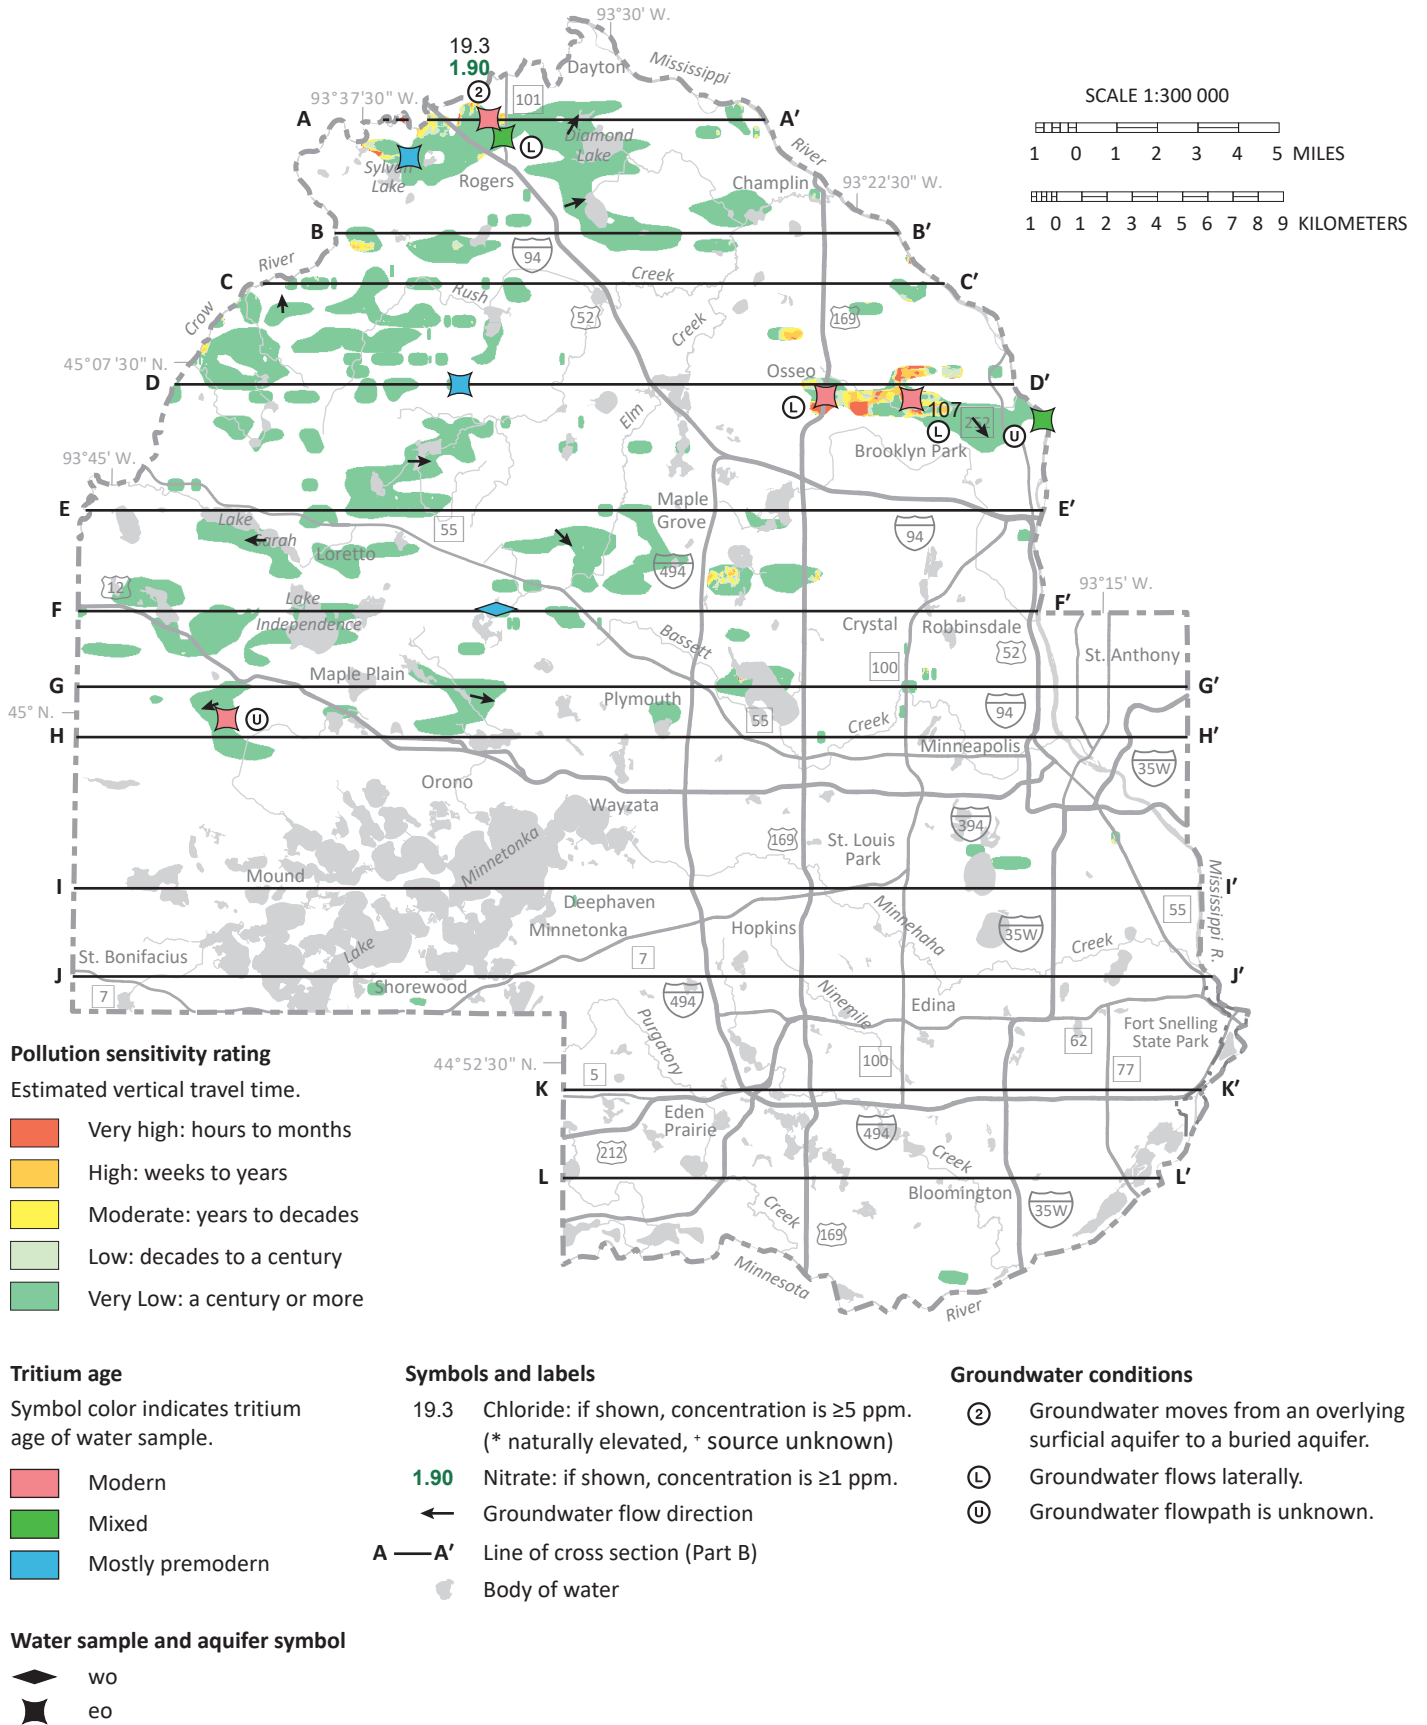 93°30' W.
19.3
1.90
2
Dayton
Mississippi
93°37'30" W.
101
A
A′
SCALE 1:300 000
1 0 1 2 3 4 5 MILES
L
Diamond
Lake
River
Sylvan
Lake
Rogers
Champlin
93°22'30" W.
1 0 1 2 3 4 5 6 7 8 9 KILOMETERS
B
B′
94
River
Creek
C
C′
Rush
Crow
52
Creek
169
45°07'30" N.
Osseo
D
D′
L
107
252
L
U
Elm
Brooklyn Park
93°45' W.
Maple
Grove
E
E′
Lake
Sarah
55
Loretto
94
494
12
93°15' W.
Lake
Independence
F
F′
Bassett
Crystal
Robbinsdale
52
St. Anthony
100
Maple Plain
G
G′
Plymouth
45° N.
U
55
Creek
94
H
H′
Minneapolis
35W
Orono
Wayzata
394
169
St. Louis
Park
Minnetonka
Mound
I
I′
Mississippi R.
Deephaven
Minnehaha
55
Minnetonka
Hopkins
35W
Creek
St. Bonifacius
Lake
7
J
J′
7
Shorewood
494
Ninemile
Edina
Purgatory
Fort Snelling
State Park
62
44°52'30" N.
5
100
77
K
K′
Eden
Prairie
494
212
Creek
L
L′
Bloomington
35W
Creek
169
Minnesota
River
Pollution sensitivity rating
Estimated vertical travel time.
Very high: hours to months
High: weeks to years
Moderate: years to decades
Low: decades to a century
Very Low: a century or more
Tritium age
Symbol color indicates tritium
age of water sample.
Modern
Mixed
Mostly premodern
Water sample and aquifer symbol
wo
eo
Symbols and labels
19.3 Chloride: if shown, concentration is ≥5 ppm.
(* naturally elevated, + source unknown)
1.90 Nitrate: if shown, concentration is ≥1 ppm.
Groundwater flow direction
A A′ Line of cross section (Part B)
Body of water
Groundwater conditions
2 Groundwater moves from an overlying
surficial aquifer to a buried aquifer.
L Groundwater flows laterally.
U Groundwater flowpath is unknown.